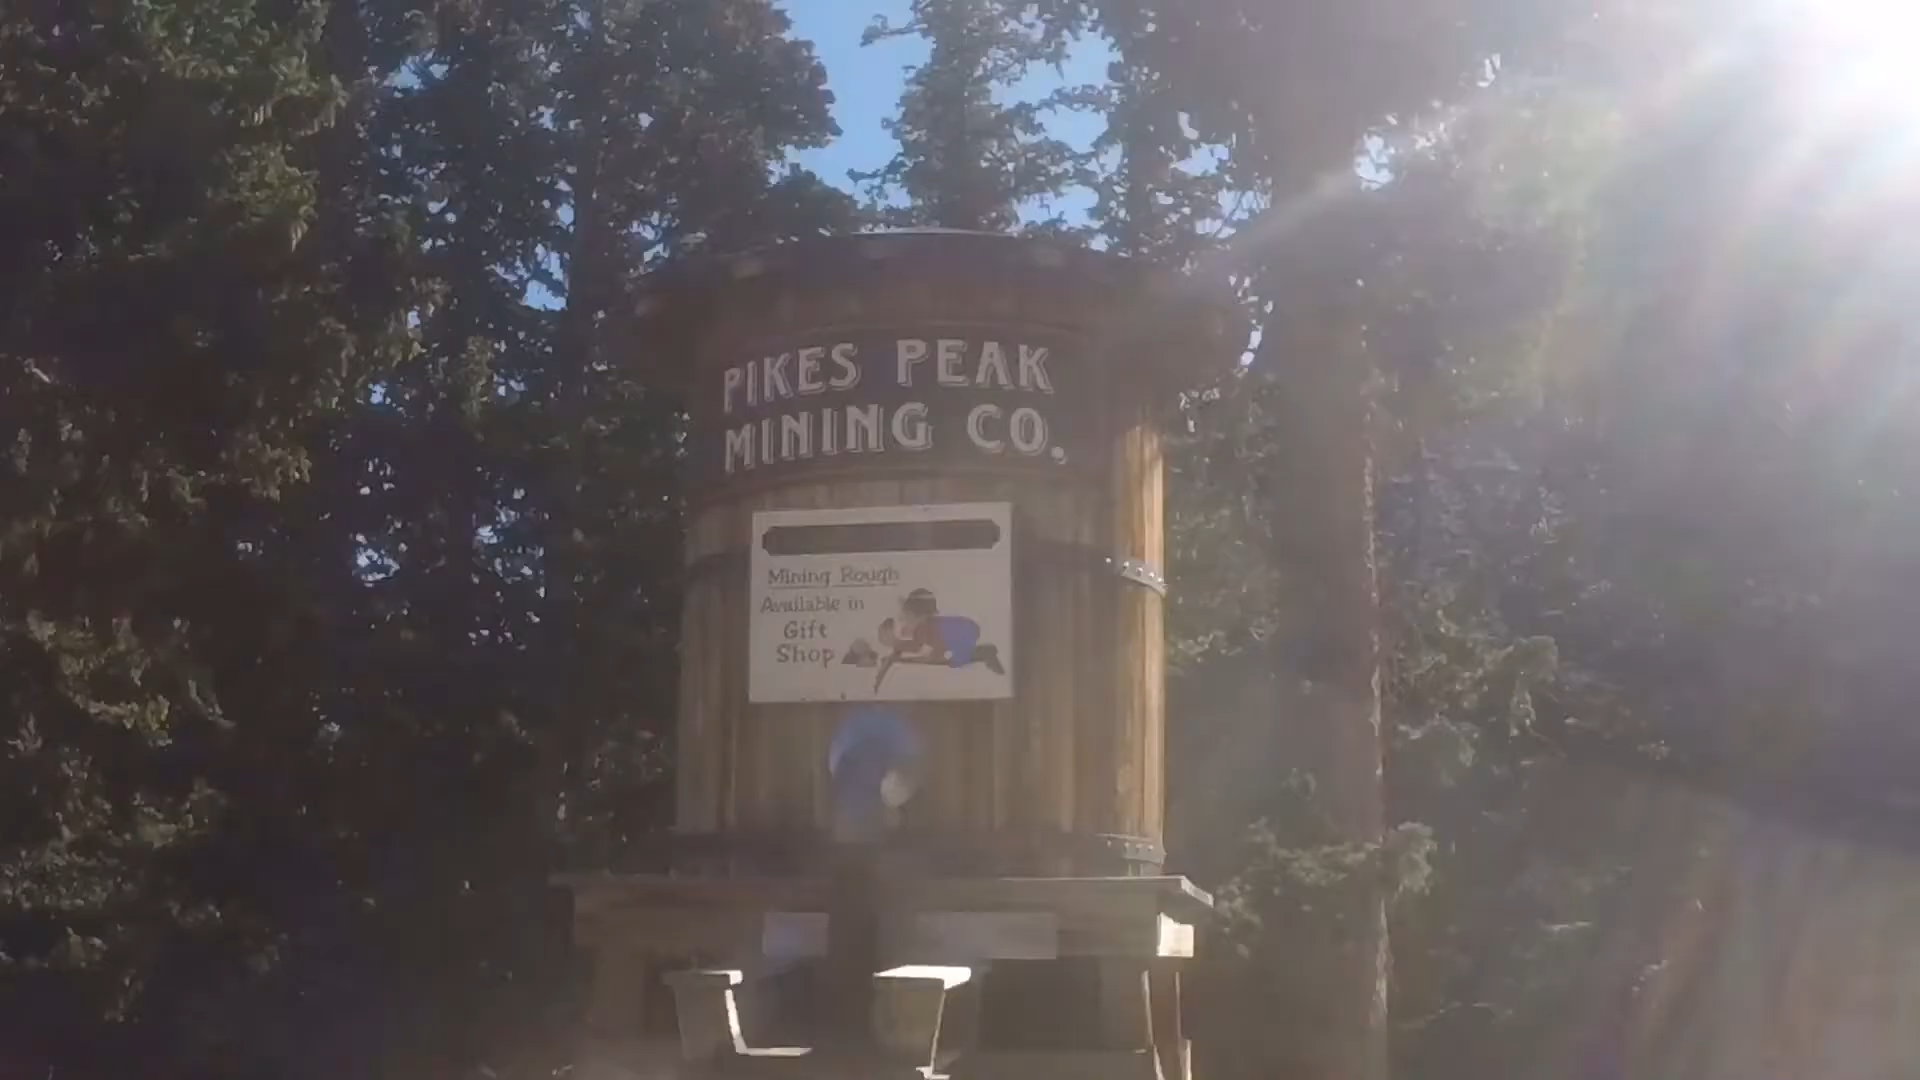 PIKES PEAK
MINING CO.
Mining Rough
Available in
Gift
Shop